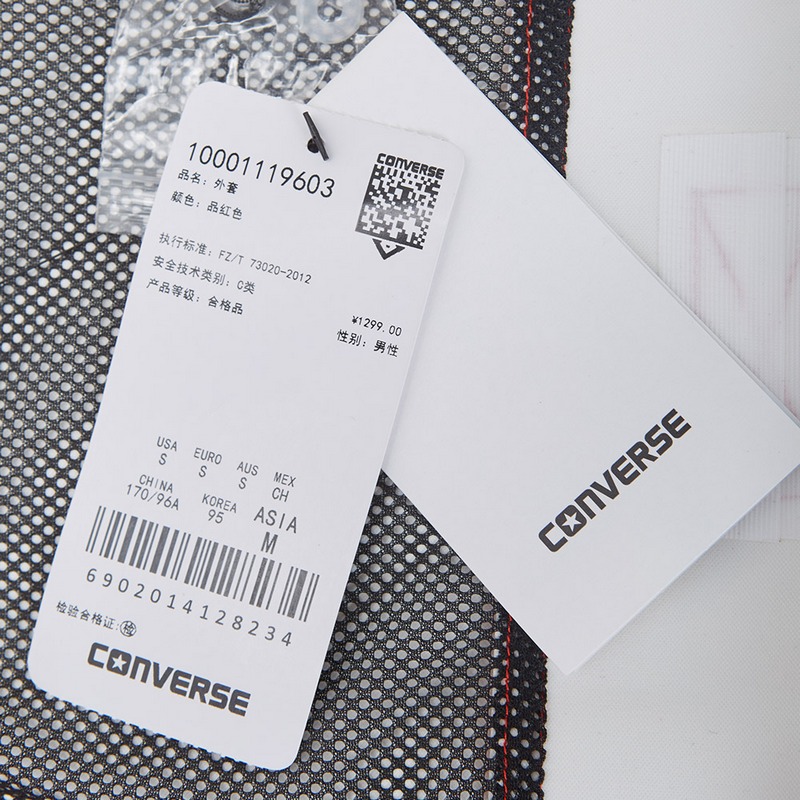 10001119603
品名: 外套
颜色: 品红色
CONVERSE
执行标准: FZ/T 73020-2012
安全技术类别: C类
产品等级: 合格品
¥1299.00
性别: 男性
USA EURO AUS MEX
S S S CH
CHINA KOREA ASIA
170/96A 95 M
6902014128234
检验合格证: 检
CONVERSE
CONVERSE